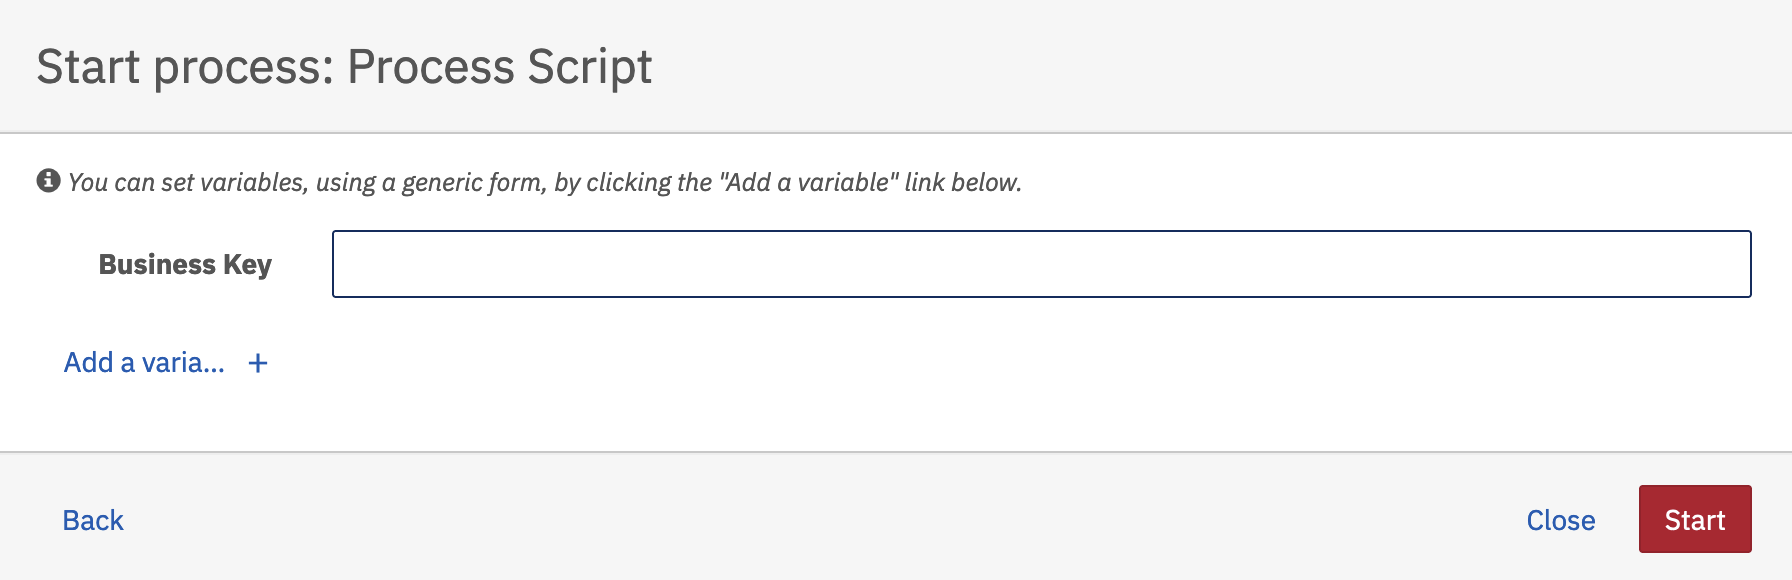 Start process: Process Script
You can set variables, using a generic form, by clicking the "Add a variable" link below.
Business Key
Add a varia... +
Back
Close
Start